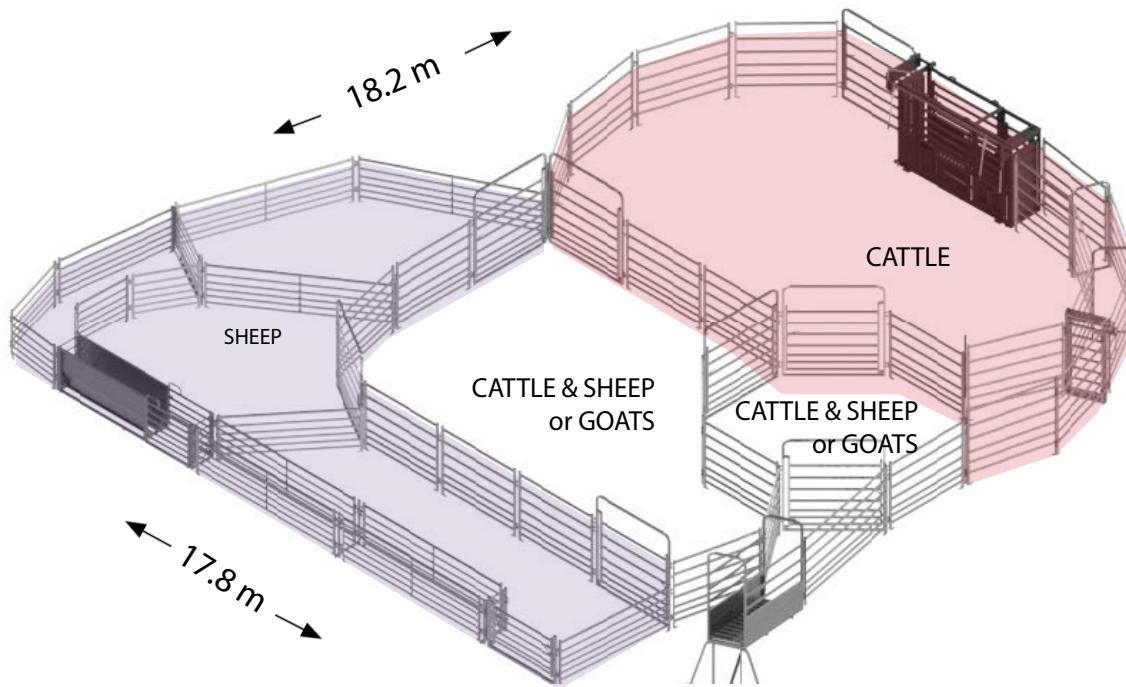 18.2 m
CATTLE
SHEEP
CATTLE & SHEEP
or GOATS
CATTLE & SHEEP
or GOATS
17.8 m